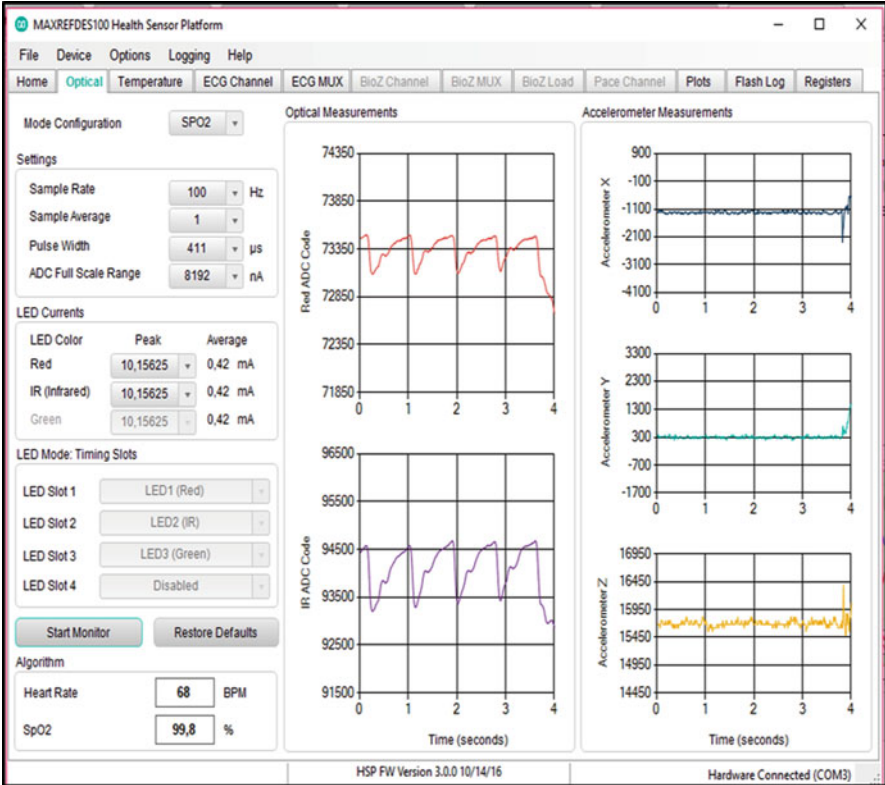 MAXREFDES100 Health Sensor Platform
File Device Options Logging Help
Home Optical Temperature ECG Channel ECG MUX BioZ Channel BioZ MUX BioZ Load Pace Channel Plots Flash Log Registers
Mode Configuration SPO2
Settings
Sample Rate 100 Hz
Sample Average 1
Pulse Width 411 µs
ADC Full Scale Range 8192 nA
LED Currents
LED Color Peak Average
Red 10,15625 0,42 mA
IR (Infrared) 10,15625 0,42 mA
Green 10,15625 0,42 mA
LED Mode: Timing Slots
LED Slot 1 LED1 (Red)
LED Slot 2 LED2 (IR)
LED Slot 3 LED3 (Green)
LED Slot 4 Disabled
Start Monitor Restore Defaults
Algorithm
Heart Rate 68 BPM
SpO2 99,8 %
Optical Measurements
Red ADC Code
74350
73850
73350
72850
72350
71850
0 1 2 3 4
IR ADC Code
96500
95500
94500
93500
92500
91500
0 1 2 3 4
Time (seconds)
Accelerometer Measurements
Accelerometer X
900
-100
-1100
-2100
-3100
-4100
0 1 2 3 4
Accelerometer Y
3300
2300
1300
300
-700
-1700
0 1 2 3 4
Accelerometer Z
16950
16450
15950
15450
14950
14450
0 1 2 3 4
Time (seconds)
HSP FW Version 3.0.0 10/14/16
Hardware Connected (COM3)